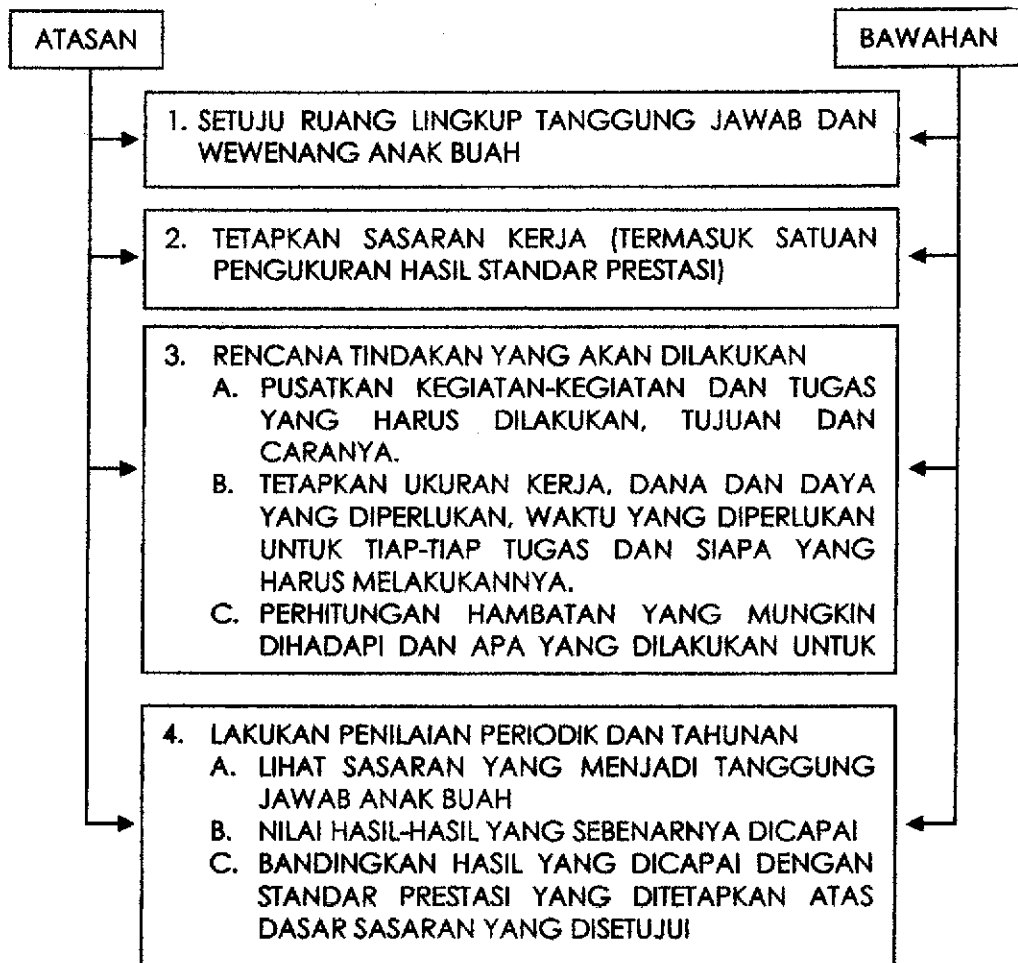 ATASAN
BAWAHAN
1. SETUJU RUANG LINGKUP TANGGUNG JAWAB DAN
WEWENANG ANAK BUAH
2. TETAPKAN SASARAN KERJA (TERMASUK SATUAN
PENGUKURAN HASIL STANDAR PRESTASI)
3. RENCANA TINDAKAN YANG AKAN DILAKUKAN
A. PUSATKAN KEGIATAN-KEGIATAN DAN TUGAS
YANG HARUS DILAKUKAN, TUJUAN DAN
CARANYA.
B. TETAPKAN UKURAN KERJA, DANA DAN DAYA
YANG DIPERLUKAN, WAKTU YANG DIPERLUKAN
UNTUK TIAP-TIAP TUGAS DAN SIAPA YANG
HARUS MELAKUKANNYA.
C. PERHITUNGAN HAMBATAN YANG MUNGKIN
DIHADAPI DAN APA YANG DILAKUKAN UNTUK
4. LAKUKAN PENILAIAN PERIODIK DAN TAHUNAN
A. LIHAT SASARAN YANG MENJADI TANGGUNG
JAWAB ANAK BUAH
B. NILAI HASIL-HASIL YANG SEBENARNYA DICAPAI
C. BANDINGKAN HASIL YANG DICAPAI DENGAN
STANDAR PRESTASI YANG DITETAPKAN ATAS
DASAR SASARAN YANG DISETUJUI